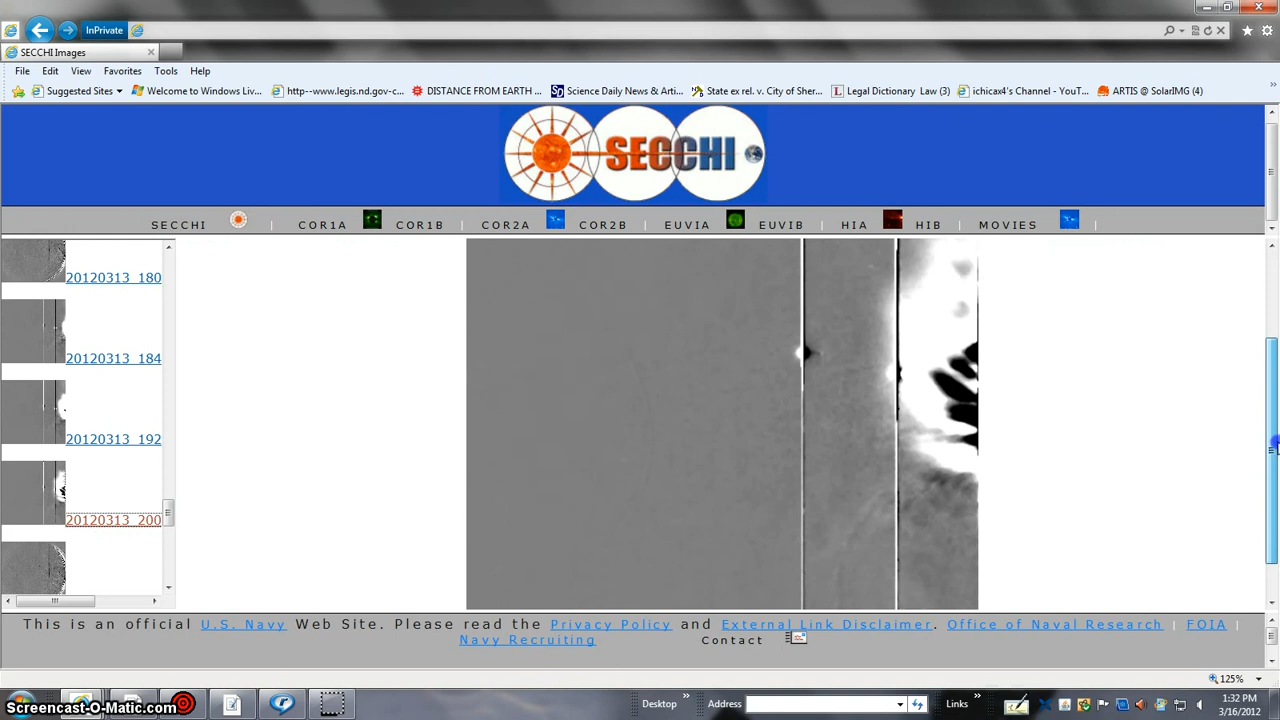 InPrivate
SECCHI Images
File Edit View Favorites Tools Help
Suggested Sites Welcome to Windows Liv... http--www.legis.nd.gov-c... DISTANCE FROM EARTH ... Science Daily News & Arti... State ex rel. v. City of Sher... Legal Dictionary Law (3) ichicax4's Channel - YouT... ARTIS @ SolarIMG (4)
SECCHI
SECCHI | COR1A COR1B | COR2A COR2B | EUVIA EUVIB | HIA HIB | MOVIES |
20120313_180
20120313_184
20120313_192
20120313_200
This is an official U.S. Navy Web Site. Please read the Privacy Policy and External Link Disclaimer. Office of Naval Research | FOIA |
Navy Recruiting Contact
125%
Desktop » Address Links » 1:32 PM
Screencast-O-Matic.com 3/16/2012